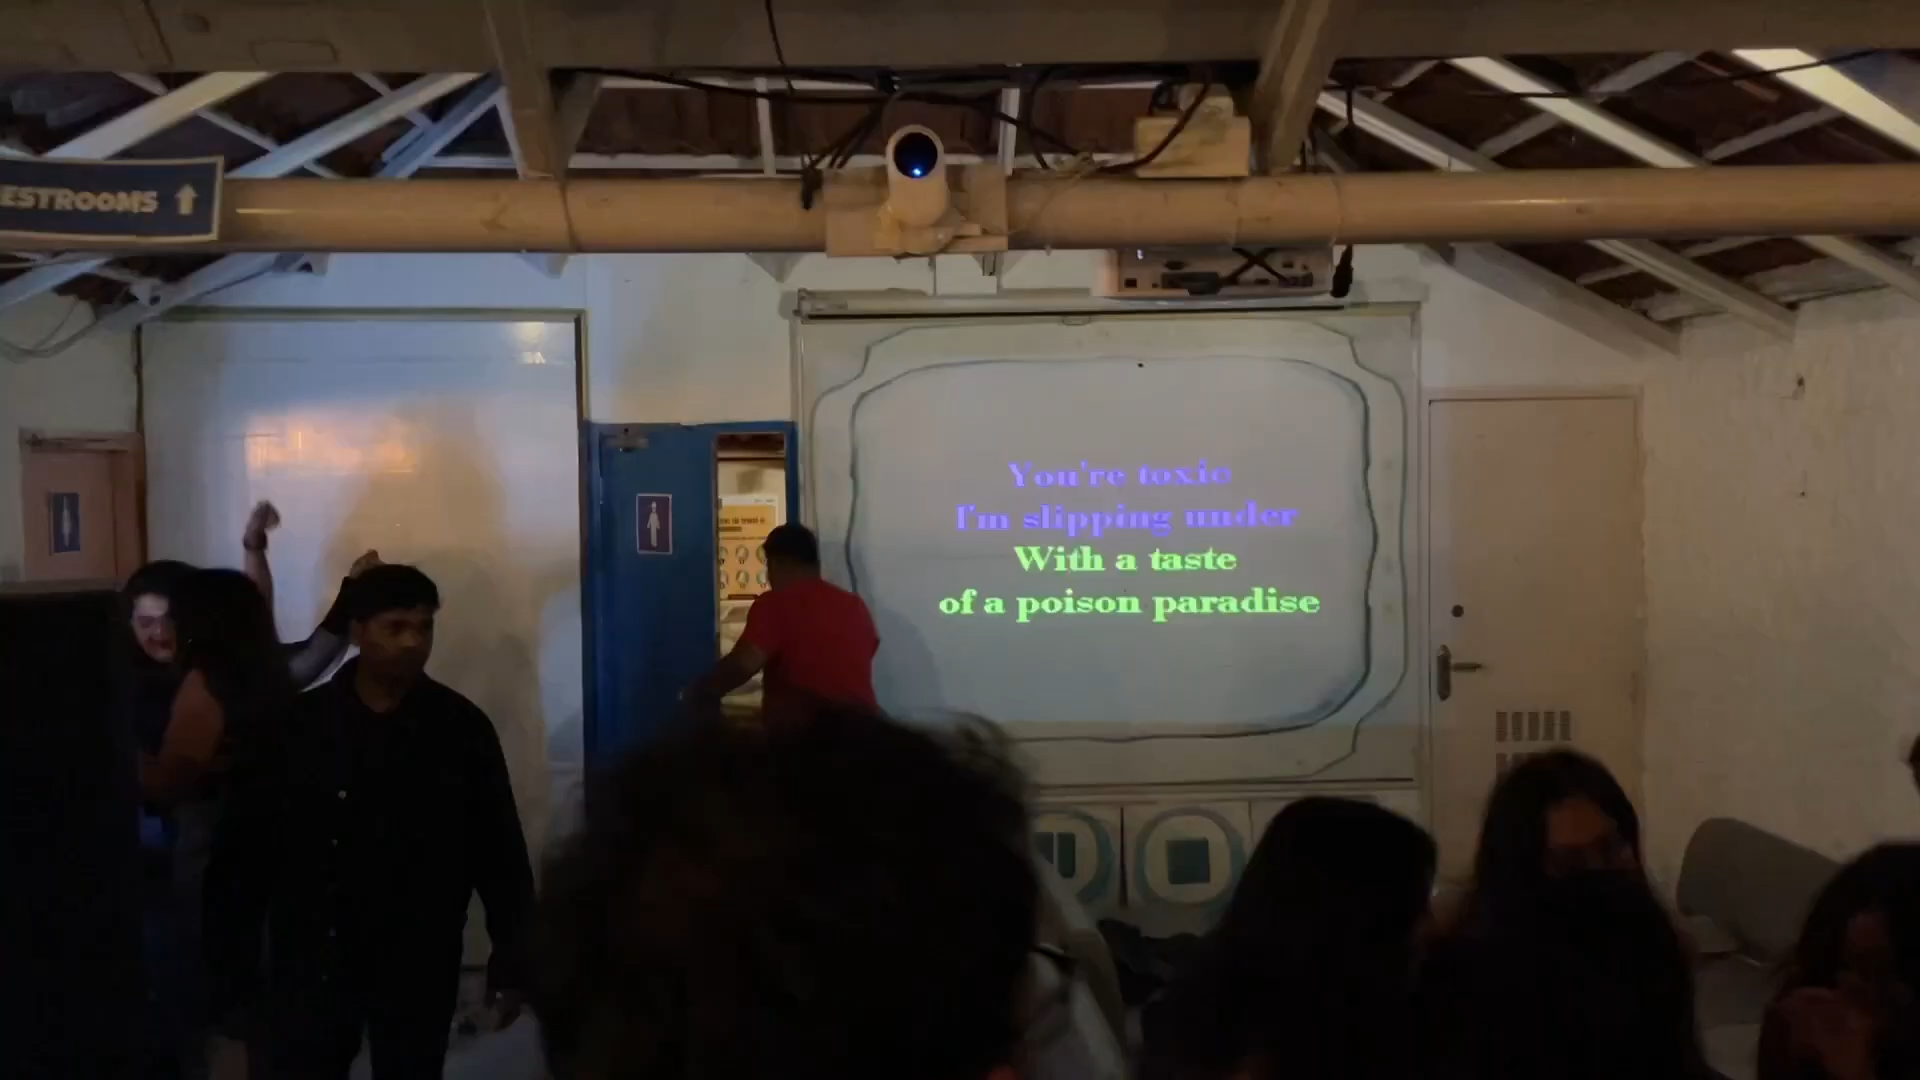 ESTROOMS ↑
You're toxic
I'm slipping under
With a taste
of a poison paradise